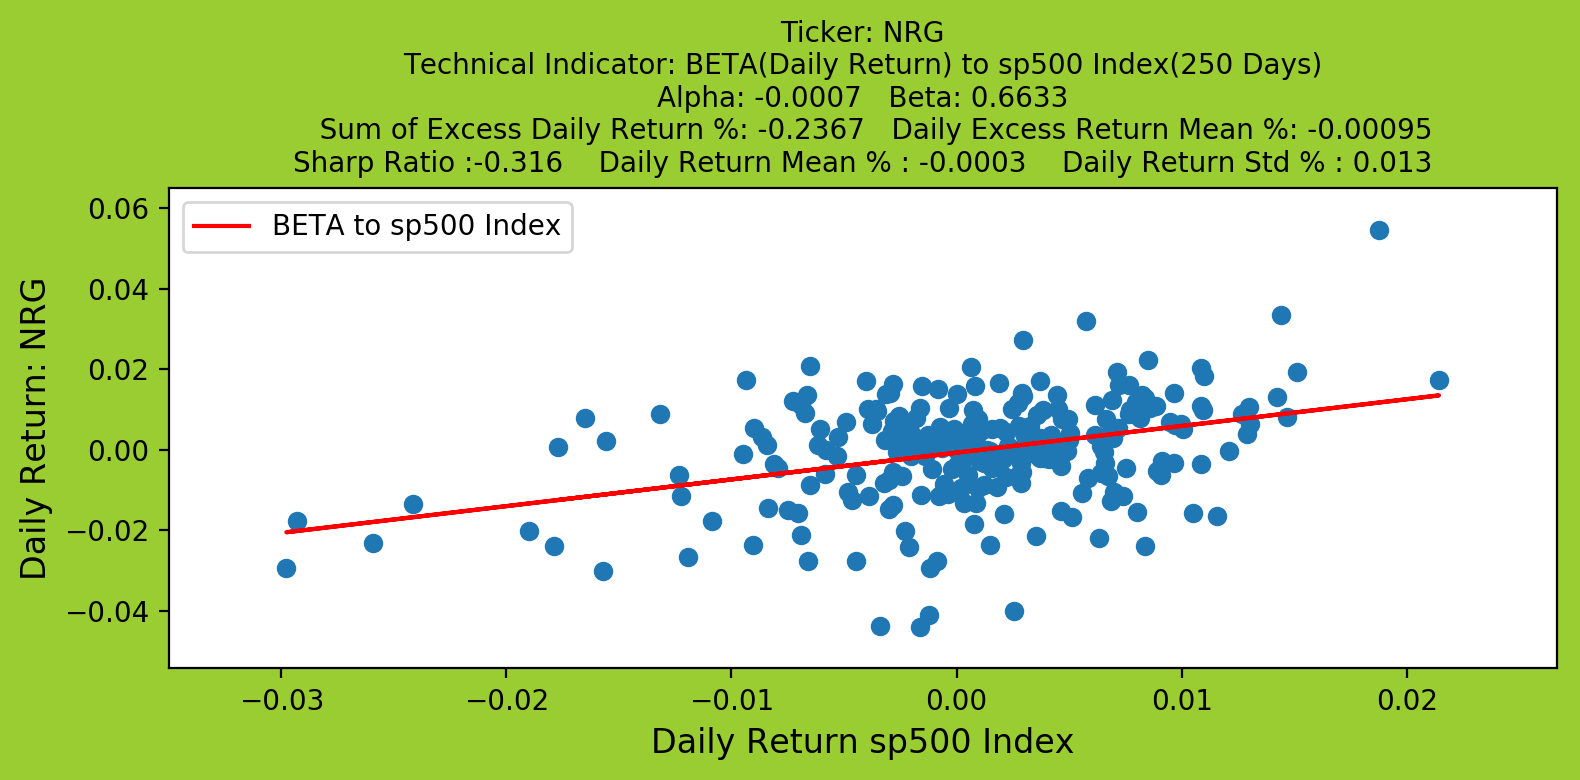 Ticker: NRG
Technical Indicator: BETA(Daily Return) to sp500 Index(250 Days)
Alpha: -0.0007 Beta: 0.6633
Sum of Excess Daily Return %: -0.2367 Daily Excess Return Mean %: -0.00095
Sharp Ratio :-0.316 Daily Return Mean % : -0.0003 Daily Return Std % : 0.013
BETA to sp500 Index
Daily Return: NRG
0.06
0.04
0.02
0.00
−0.02
−0.04
−0.03 −0.02 −0.01 0.00 0.01 0.02
Daily Return sp500 Index